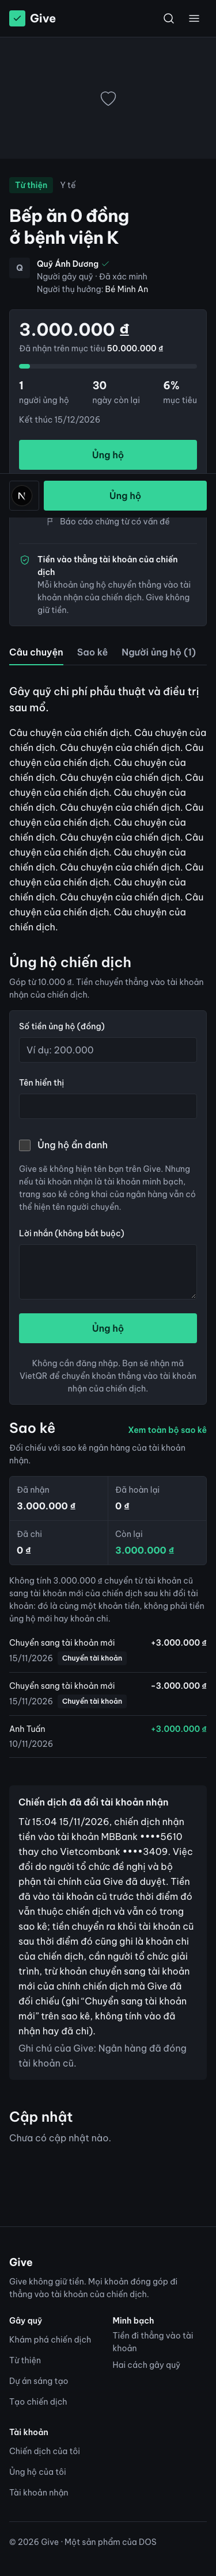 Give
Từ thiện
Y tế
Bếp ăn 0 đồng
ở bệnh viện K
Q
Quỹ Ánh Dương
Người gây quỹ · Đã xác minh
Người thụ hưởng: Bé Minh An
3.000.000 ₫
Đã nhận trên mục tiêu 50.000.000 ₫
1
30
6%
người ủng hộ
ngày còn lại
mục tiêu
Kết thúc 15/12/2026
Ủng hộ
N
Ủng hộ
Báo cáo chứng từ có vấn đề
Tiền vào thẳng tài khoản của chiến
dịch
Mỗi khoản ủng hộ chuyển thẳng vào tài
khoản nhận của chiến dịch. Give không
giữ tiền.
Câu chuyện
Sao kê
Người ủng hộ (1)
Gây quỹ chi phí phẫu thuật và điều trị
sau mổ.
Câu chuyện của chiến dịch. Câu chuyện của
chiến dịch. Câu chuyện của chiến dịch. Câu
chuyện của chiến dịch. Câu chuyện của
chiến dịch. Câu chuyện của chiến dịch. Câu
chuyện của chiến dịch. Câu chuyện của
chiến dịch. Câu chuyện của chiến dịch. Câu
chuyện của chiến dịch. Câu chuyện của
chiến dịch. Câu chuyện của chiến dịch. Câu
chuyện của chiến dịch. Câu chuyện của
chiến dịch. Câu chuyện của chiến dịch. Câu
chuyện của chiến dịch. Câu chuyện của
chiến dịch. Câu chuyện của chiến dịch. Câu
chuyện của chiến dịch. Câu chuyện của
chiến dịch.
Ủng hộ chiến dịch
Góp từ 10.000 ₫. Tiền chuyển thẳng vào tài khoản
nhận của chiến dịch.
Số tiền ủng hộ (đồng)
Ví dụ: 200.000
Tên hiển thị
Ủng hộ ẩn danh
Give sẽ không hiện tên bạn trên Give. Nhưng
nếu tài khoản nhận là tài khoản minh bạch,
trang sao kê công khai của ngân hàng vẫn có
thể hiện tên người chuyển.
Lời nhắn (không bắt buộc)
Ủng hộ
Không cần đăng nhập. Bạn sẽ nhận mã
VietQR để chuyển khoản thẳng vào tài khoản
nhận của chiến dịch.
Sao kê
Xem toàn bộ sao kê
Đối chiếu với sao kê ngân hàng của tài khoản
nhận.
Đã nhận
Đã hoàn lại
3.000.000 ₫
0 ₫
Đã chi
Còn lại
0 ₫
3.000.000 ₫
Không tính 3.000.000 ₫ chuyển từ tài khoản cũ
sang tài khoản mới của chiến dịch sau khi đổi tài
khoản: đó là cùng một khoản tiền, không phải tiền
ủng hộ mới hay khoản chi.
Chuyển sang tài khoản mới
+3.000.000 ₫
15/11/2026
Chuyển tài khoản
Chuyển sang tài khoản mới
-3.000.000 ₫
15/11/2026
Chuyển tài khoản
Anh Tuấn
+3.000.000 ₫
10/11/2026
Chiến dịch đã đổi tài khoản nhận
Từ 15:04 15/11/2026, chiến dịch nhận
tiền vào tài khoản MBBank ••••5610
thay cho Vietcombank ••••3409. Việc
đổi do người tổ chức đề nghị và bộ
phận tài chính của Give đã duyệt. Tiền
đã vào tài khoản cũ trước thời điểm đó
vẫn thuộc chiến dịch và vẫn có trong
sao kê; tiền chuyển ra khỏi tài khoản cũ
sau thời điểm đó cũng ghi là khoản chi
của chiến dịch, cần người tổ chức giải
trình, trừ khoản chuyển sang tài khoản
mới của chính chiến dịch mà Give đã
đối chiếu (ghi “Chuyển sang tài khoản
mới” trên sao kê, không tính vào đã
nhận hay đã chi).
Ghi chú của Give: Ngân hàng đã đóng
tài khoản cũ.
Cập nhật
Chưa có cập nhật nào.
Give
Give không giữ tiền. Mọi khoản đóng góp đi
thẳng vào tài khoản của chiến dịch.
Gây quỹ
Minh bạch
Khám phá chiến dịch
Tiền đi thẳng vào tài
khoản
Từ thiện
Hai cách gây quỹ
Dự án sáng tạo
Tạo chiến dịch
Tài khoản
Chiến dịch của tôi
Ủng hộ của tôi
Tài khoản nhận
© 2026 Give · Một sản phẩm của DOS